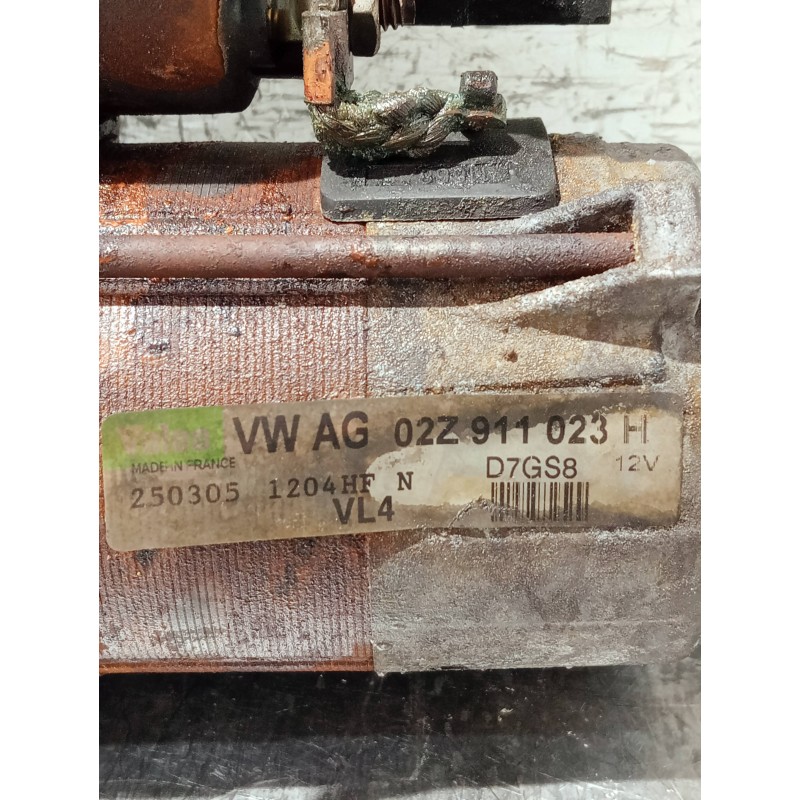 VW AG 02Z 911 023 H
MADE IN FRANCE
D7GS8 12V
250305 1204HF N
VL4